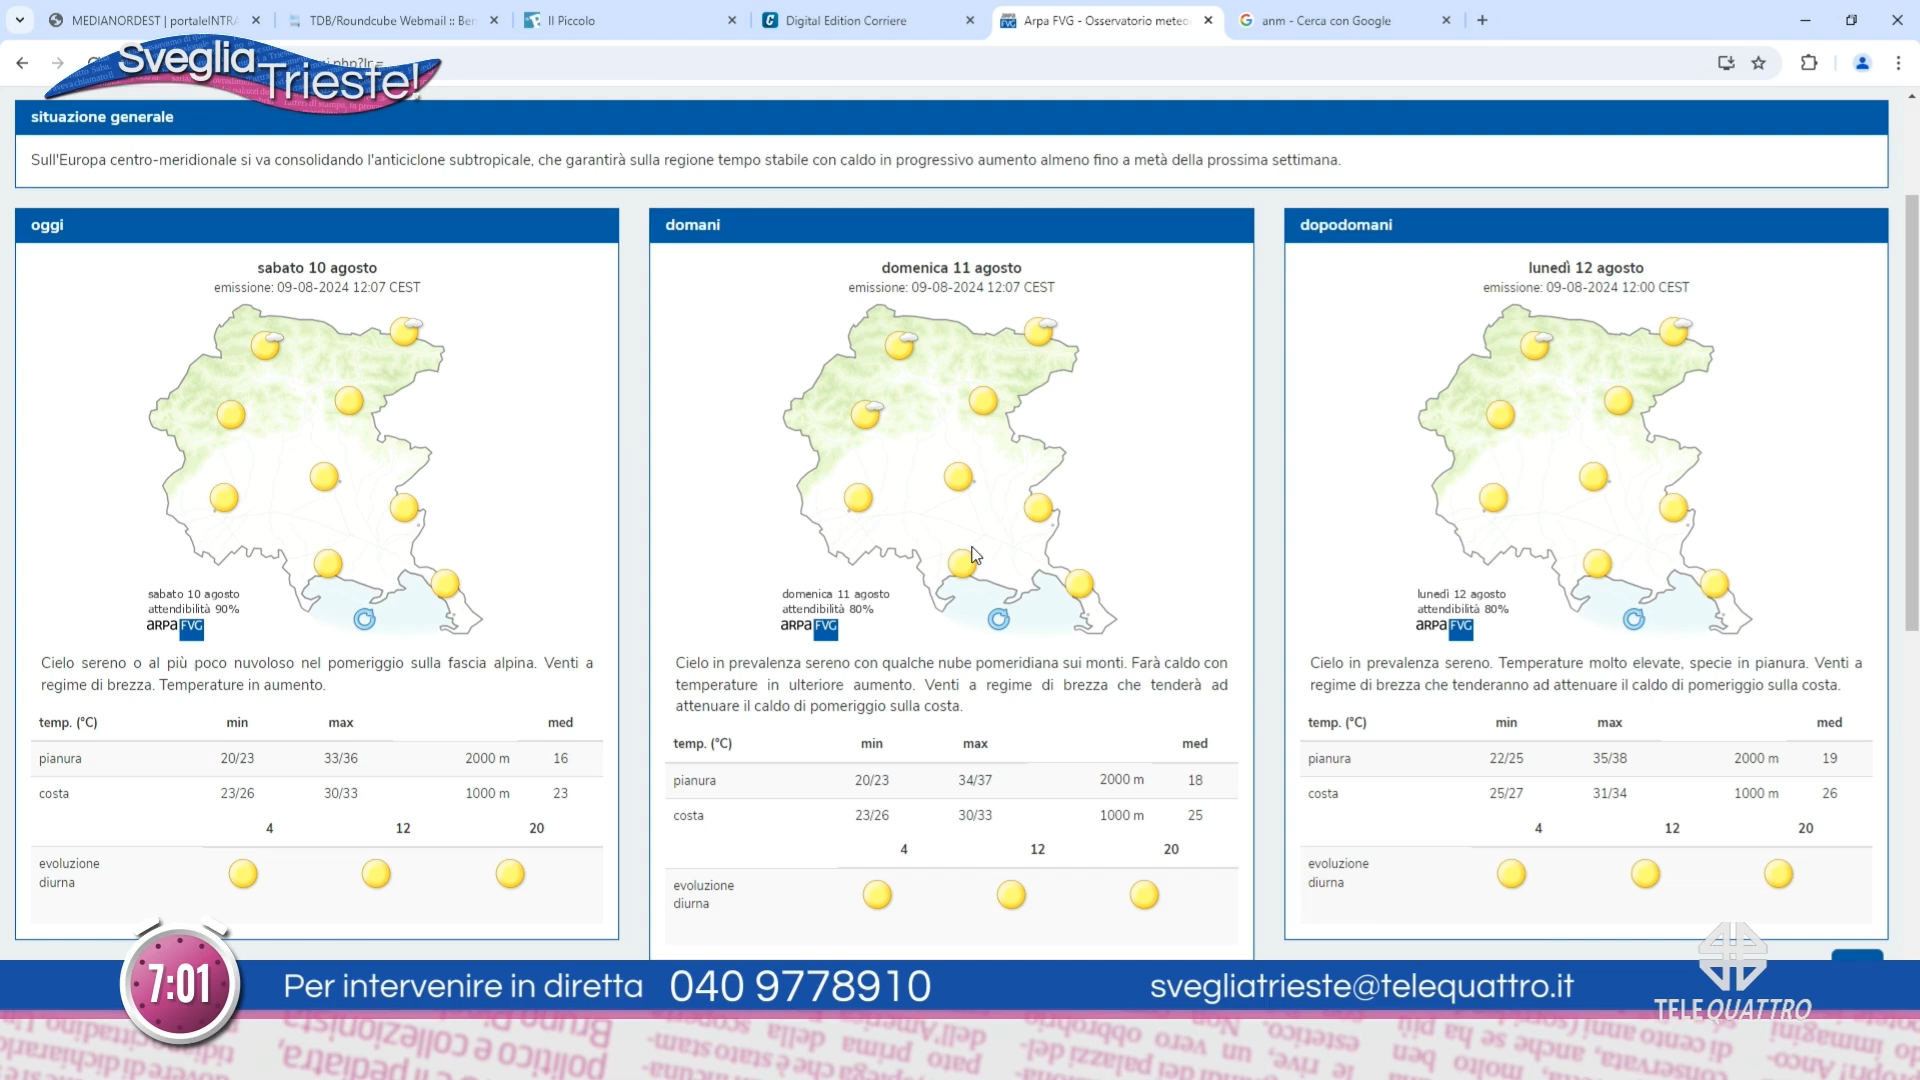 MEDIANORDEST | portaleINTRA
TDB/Roundcube Webmail :: Ben
Il Piccolo
Digital Edition Corriere
Arpa FVG - Osservatorio meteo
anm - Cerca con Google
Sveglia
Trieste!
situazione generale
Sull'Europa centro-meridionale si va consolidando l'anticiclone subtropicale, che garantirà sulla regione tempo stabile con caldo in progressivo aumento almeno fino a metà della prossima settimana.
oggi
sabato 10 agosto
emissione: 09-08-2024 12:07 CEST
sabato 10 agosto
attendibilità 90%
ARPA FVG
Cielo sereno o al più poco nuvoloso nel pomeriggio sulla fascia alpina. Venti a
regime di brezza. Temperature in aumento.
temp. (°C) min max med
pianura 20/23 33/36 2000 m 16
costa 23/26 30/33 1000 m 23
4 12 20
evoluzione
diurna
domani
domenica 11 agosto
emissione: 09-08-2024 12:07 CEST
domenica 11 agosto
attendibilità 80%
ARPA FVG
Cielo in prevalenza sereno con qualche nube pomeridiana sui monti. Farà caldo con
temperature in ulteriore aumento. Venti a regime di brezza che tenderà ad
attenuare il caldo di pomeriggio sulla costa.
temp. (°C) min max med
pianura 20/23 34/37 2000 m 18
costa 23/26 30/33 1000 m 25
4 12 20
evoluzione
diurna
dopodomani
lunedì 12 agosto
emissione: 09-08-2024 12:00 CEST
lunedì 12 agosto
attendibilità 80%
ARPA FVG
Cielo in prevalenza sereno. Temperature molto elevate, specie in pianura. Venti a
regime di brezza che tenderanno ad attenuare il caldo di pomeriggio sulla costa.
temp. (°C) min max med
pianura 22/25 35/38 2000 m 19
costa 25/27 31/34 1000 m 26
4 12 20
evoluzione
diurna
7:01
Per intervenire in diretta 040 9778910
svegliatrieste@telequattro.it
TELEQUATTRO